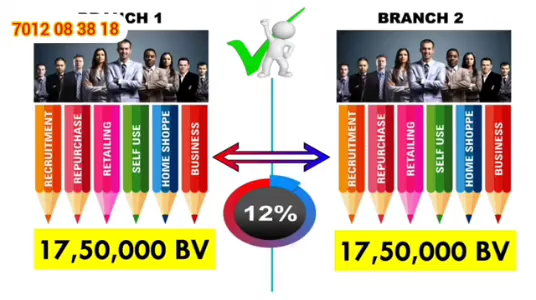 BRANCH 1
7012 08 38 18
BRANCH 2
RECRUITMENT
REPURCHASE
RETAILING
SELF USE
HOME SHOPPE
BUSINESS
RECRUITMENT
REPURCHASE
RETAILING
SELF USE
HOME SHOPPE
BUSINESS
12%
17,50,000 BV
17,50,000 BV